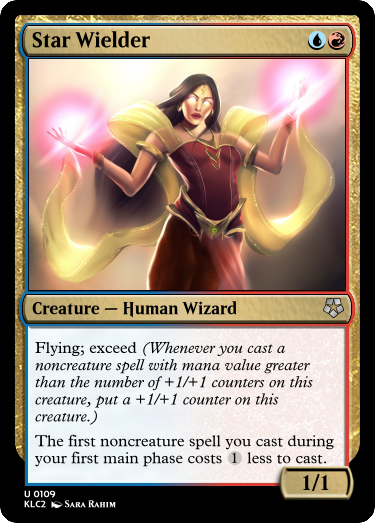 Star Wielder
Creature — Human Wizard
Flying; exceed (Whenever you cast a
noncreature spell with mana value greater
than the number of +1/+1 counters on this
creature, put a +1/+1 counter on this
creature.)
The first noncreature spell you cast during
your first main phase costs 1 less to cast.
1/1
U 0109
KLC2 Sara Rahim